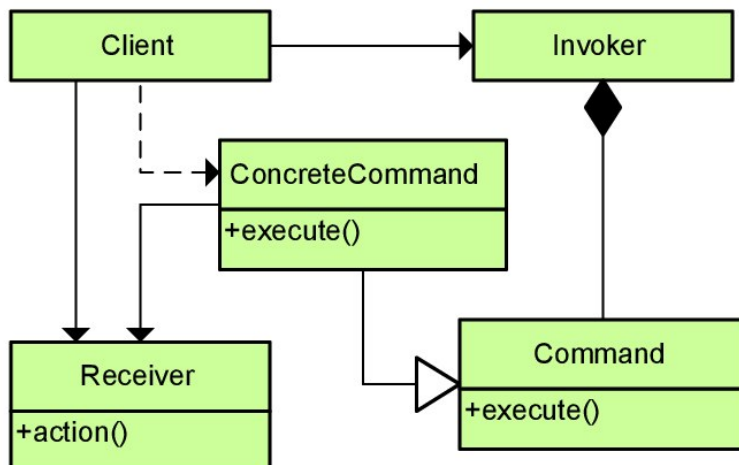 Client
Invoker
ConcreteCommand
+execute()
Receiver
+action()
Command
+execute()